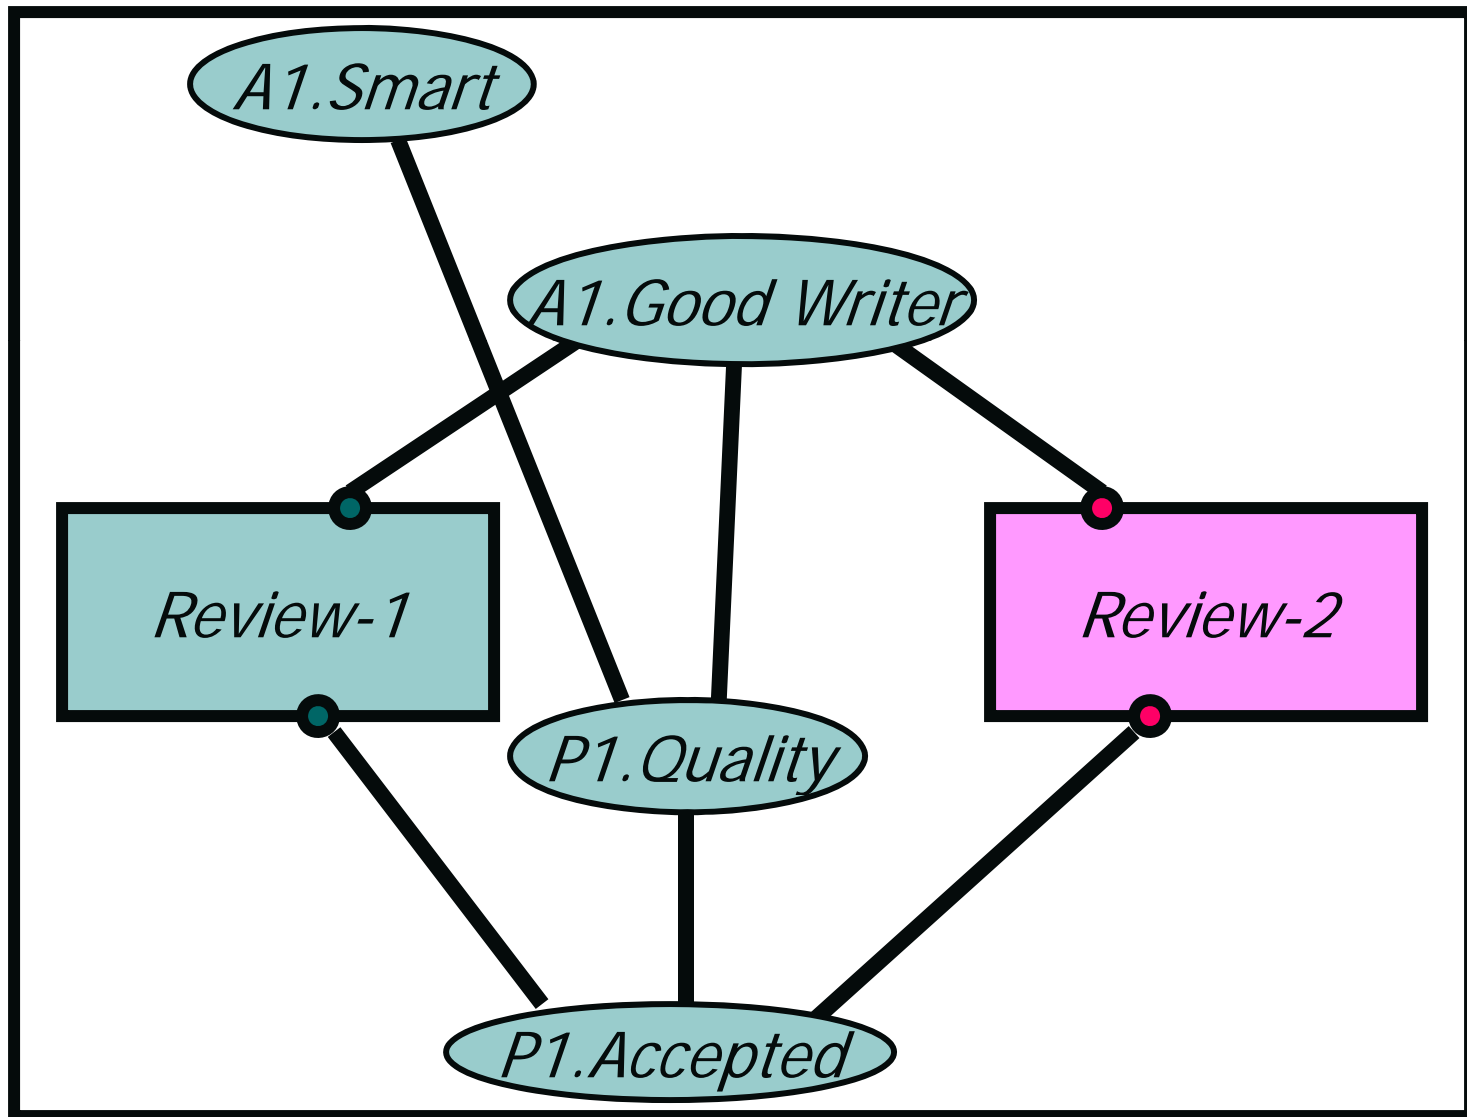 A1.Smart
A1.Good Writer
Review-1
Review-2
P1.Quality
P1.Accepted